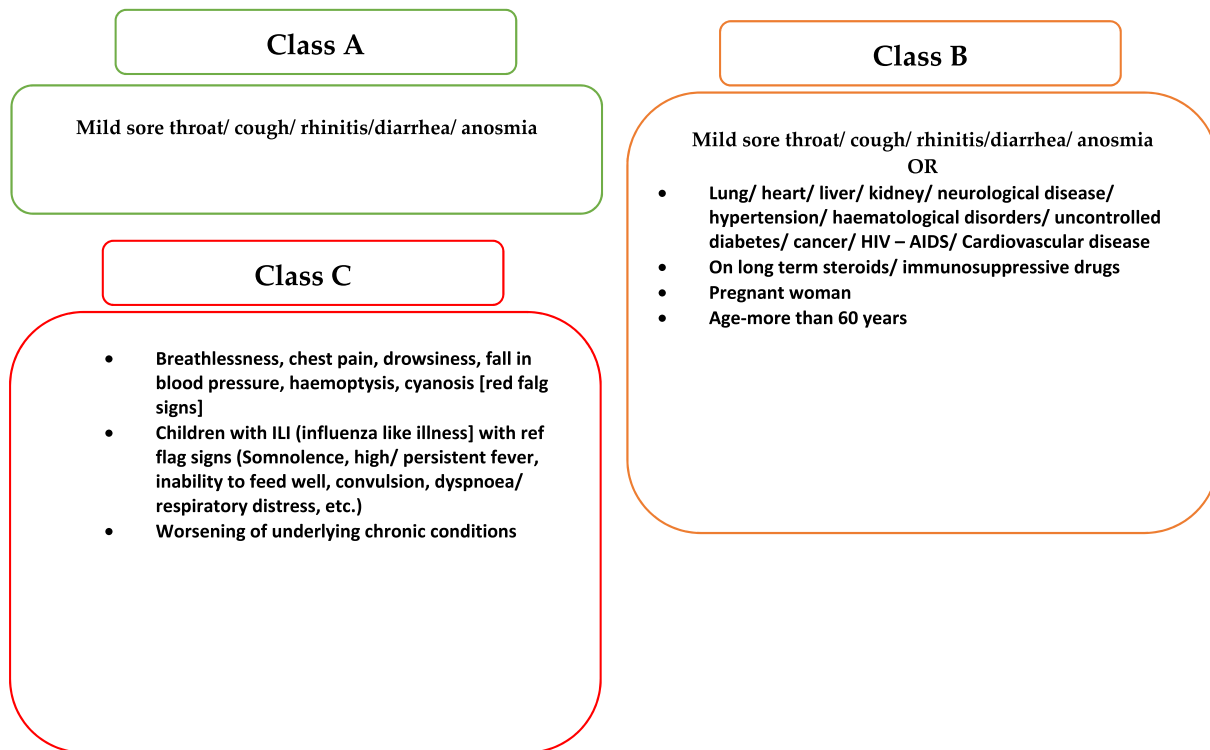 Class A
Mild sore throat/ cough/ rhinitis/diarrhea/ anosmia
Class B
Mild sore throat/ cough/ rhinitis/diarrhea/ anosmia
OR
• Lung/ heart/ liver/ kidney/ neurological disease/
hypertension/ haematological disorders/ uncontrolled
diabetes/ cancer/ HIV – AIDS/ Cardiovascular disease
• On long term steroids/ immunosuppressive drugs
• Pregnant woman
• Age-more than 60 years
Class C
• Breathlessness, chest pain, drowsiness, fall in
blood pressure, haemoptysis, cyanosis [red falg
signs]
• Children with ILI (influenza like illness] with ref
flag signs (Somnolence, high/ persistent fever,
inability to feed well, convulsion, dyspnoea/
respiratory distress, etc.)
• Worsening of underlying chronic conditions